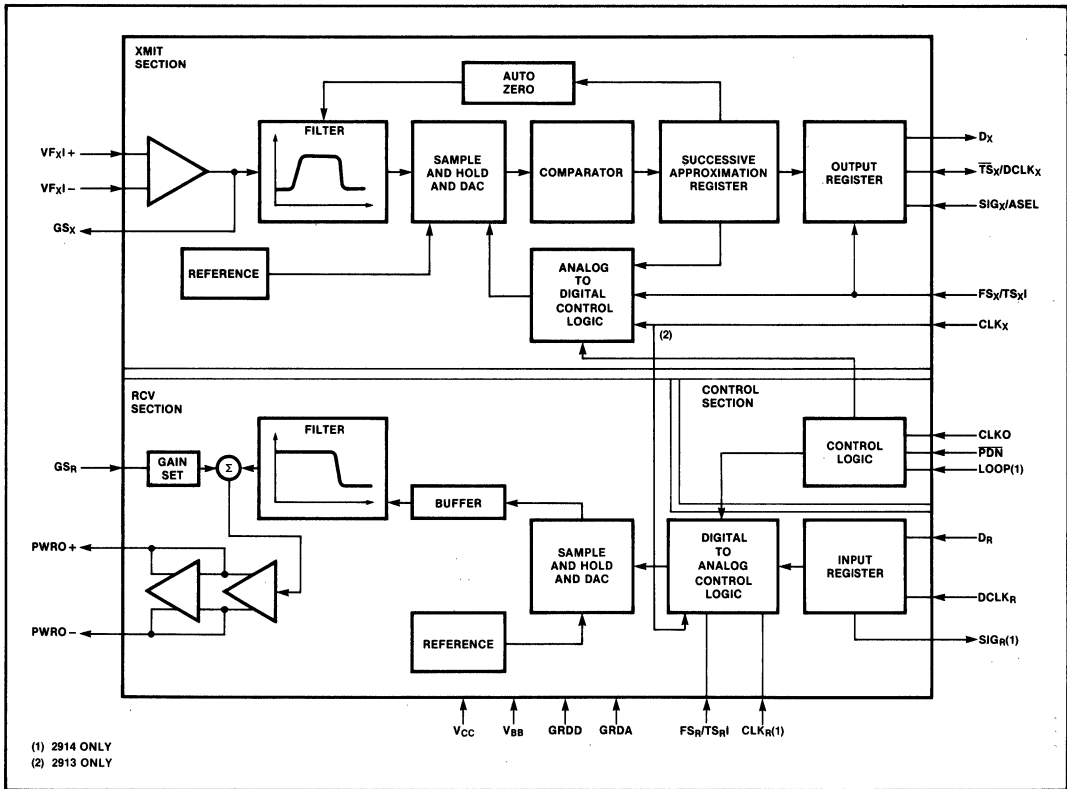 XMIT
SECTION
AUTO
ZERO
FILTER
SAMPLE
AND HOLD
AND DAC
COMPARATOR
SUCCESSIVE
APPROXIMATION
REGISTER
OUTPUT
REGISTER
VFXI+
VFXI−
GSX
DX
T̅S̅X/DCLKX
SIGX/ASEL
REFERENCE
ANALOG
TO
DIGITAL
CONTROL
LOGIC
FSX/TSXI
CLKX
(2)
RCV
SECTION
CONTROL
SECTION
FILTER
GSR
GAIN
SET
Σ
BUFFER
CONTROL
LOGIC
CLKO
P̅D̅N̅
LOOP(1)
PWRO+
PWRO−
SAMPLE
AND HOLD
AND DAC
DIGITAL
TO
ANALOG
CONTROL
LOGIC
INPUT
REGISTER
DR
DCLKR
SIGR(1)
REFERENCE
VCC
VBB
GRDD
GRDA
FSR/TSRI
CLKR(1)
(1) 2914 ONLY
(2) 2913 ONLY